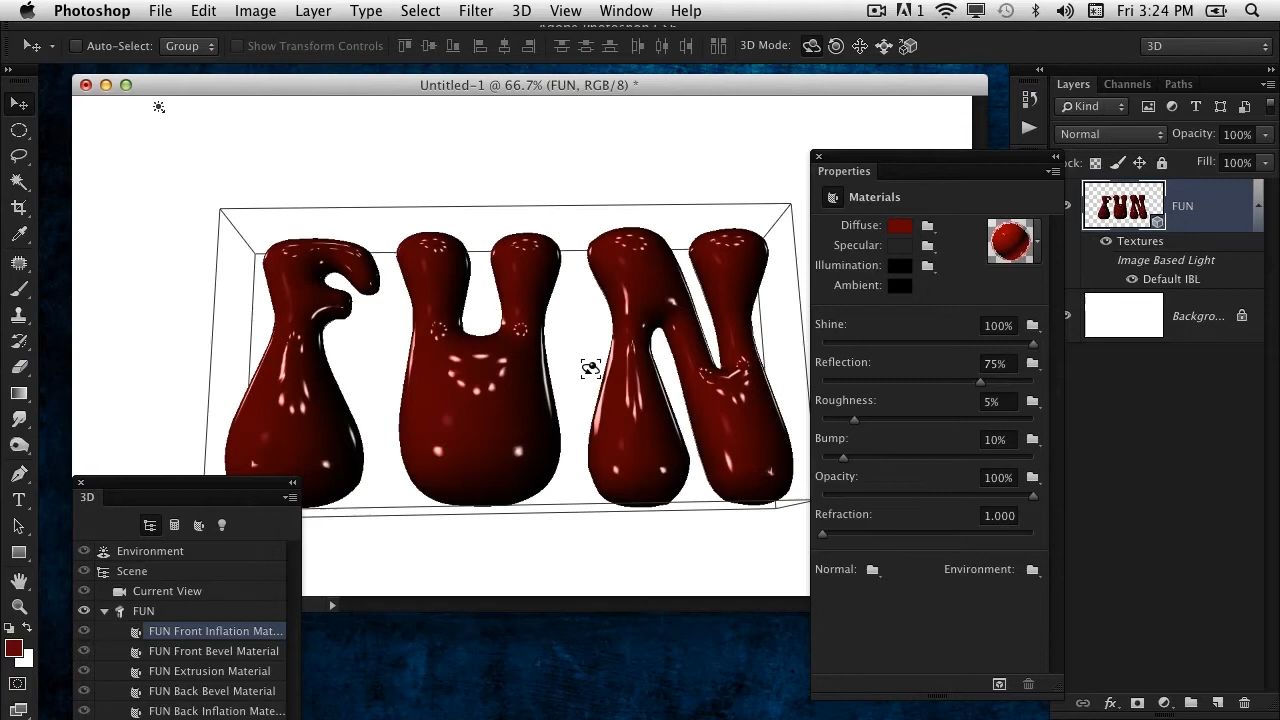 Photoshop File Edit Image Layer Type Select Filter 3D View Window Help 1 Fri 3:24 PM
Auto-Select: Group Show Transform Controls 3D Mode: 3D
Untitled-1 @ 66.7% (FUN, RGB/8) *
Layers Channels Paths
Kind
Normal Opacity: 100%
ock: Fill: 100%
FUN
Textures
Image Based Light
Default IBL
Backgro...
Properties
Materials
Diffuse:
Specular:
Illumination:
Ambient:
Shine: 100%
Reflection: 75%
Roughness: 5%
Bump: 10%
Opacity: 100%
Refraction: 1.000
Normal: Environment:
FUN
3D
Environment
Scene
Current View
FUN
FUN Front Inflation Mat...
FUN Front Bevel Material
FUN Extrusion Material
FUN Back Bevel Material
FUN Back Inflation Mate...